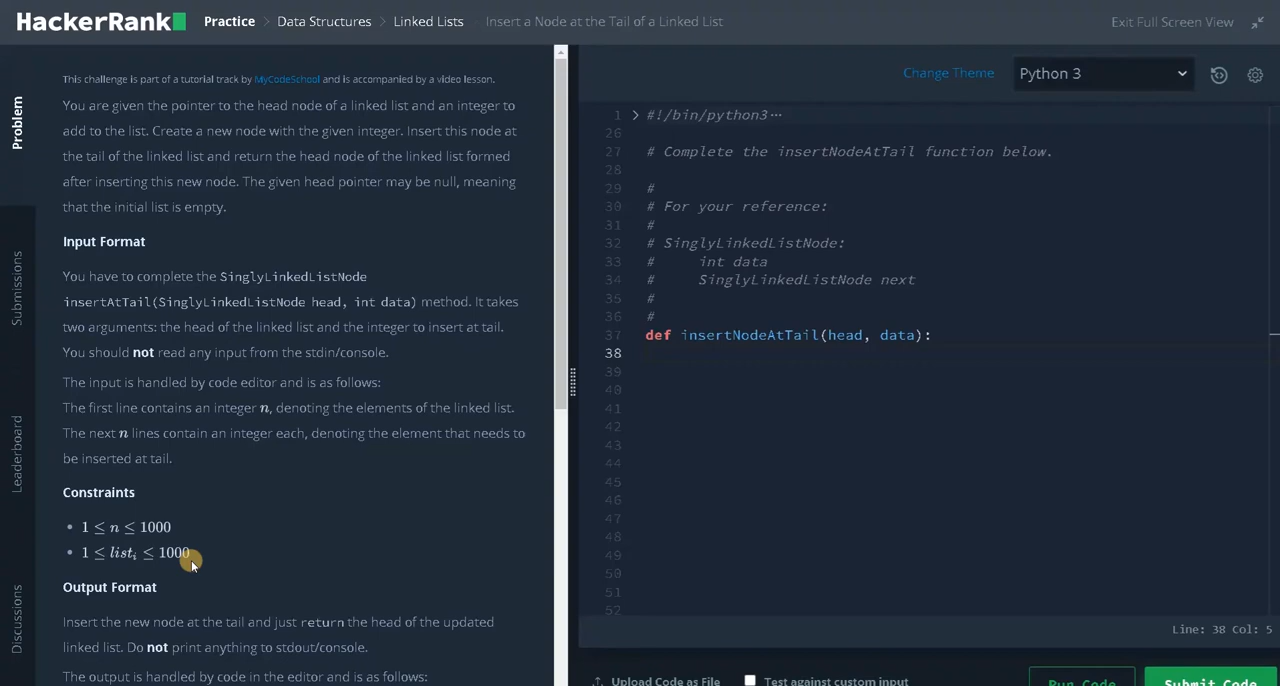 HackerRank Practice > Data Structures > Linked Lists > Insert a Node at the Tail of a Linked List Exit Full Screen View
Problem
Submissions
Leaderboard
Discussions
This challenge is part of a tutorial track by MyCodeSchool and is accompanied by a video lesson.
You are given the pointer to the head node of a linked list and an integer to
add to the list. Create a new node with the given integer. Insert this node at
the tail of the linked list and return the head node of the linked list formed
after inserting this new node. The given head pointer may be null, meaning
that the initial list is empty.
Input Format
You have to complete the SinglyLinkedListNode
insertAtTail(SinglyLinkedListNode head, int data) method. It takes
two arguments: the head of the linked list and the integer to insert at tail.
You should not read any input from the stdin/console.
The input is handled by code editor and is as follows:
The first line contains an integer n, denoting the elements of the linked list.
The next n lines contain an integer each, denoting the element that needs to
be inserted at tail.
Constraints
• 1 ≤ n ≤ 1000
• 1 ≤ listᵢ ≤ 1000
Output Format
Insert the new node at the tail and just return the head of the updated
linked list. Do not print anything to stdout/console.
The output is handled by code in the editor and is as follows:
Change Theme Python 3
1 > #!/bin/python3⋯
26
27 # Complete the insertNodeAtTail function below.
28
29 #
30 # For your reference:
31 #
32 # SinglyLinkedListNode:
33 #     int data
34 #     SinglyLinkedListNode next
35 #
36 #
37 def insertNodeAtTail(head, data):
38
39
40
41
42
43
44
45
46
47
48
49
50
51
52
Line: 38 Col: 5
Upload Code as File Test against custom input Run Code Submit Code